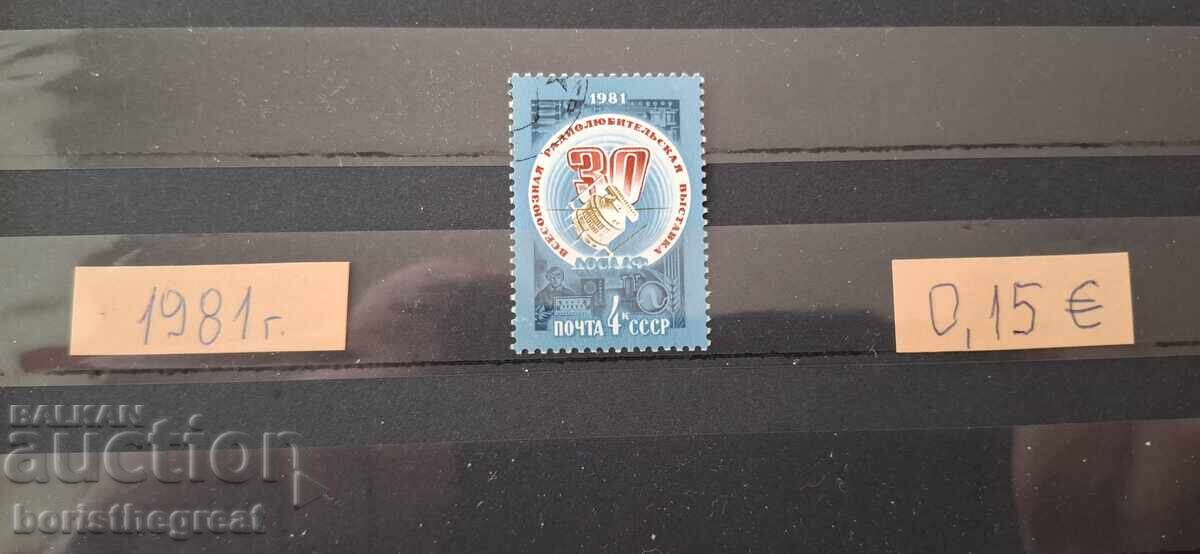 1981
ВСЕСОЮЗНАЯ РАДИОЛЮБИТЕЛЬСКАЯ ВЫСТАВКА
30
ДОСААФ
ПОЧТА 4к СССР
1981г.
0,15 €
BALKAN
auction
boristhegreat